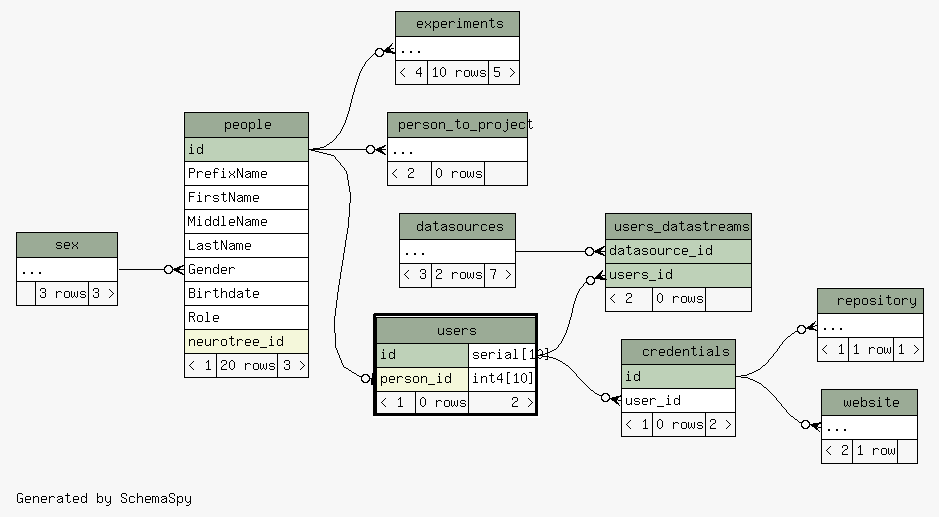 experiments
...
< 4 10 rows 5 >
people
id
PrefixName
FirstName
MiddleName
LastName
Gender
Birthdate
Role
neurotree_id
< 1 20 rows 3 >
person_to_project
...
< 2 0 rows
sex
...
3 rows 3 >
datasources
...
< 3 2 rows 7 >
users_datastreams
datasource_id
users_id
< 2 0 rows
users
id serial[10]
person_id int4[10]
< 1 0 rows 2 >
credentials
id
user_id
< 1 0 rows 2 >
repository
...
< 1 1 row 1 >
website
...
< 2 1 row
Generated by SchemaSpy